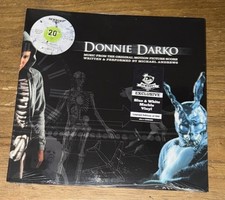 20
DONNIE DARKO
MUSIC FROM THE ORIGINAL MOTION PICTURE SCORE
WRITTEN & PERFORMED BY MICHAEL ANDREWS
EXCLUSIVE
Blue & White
Marble
Vinyl